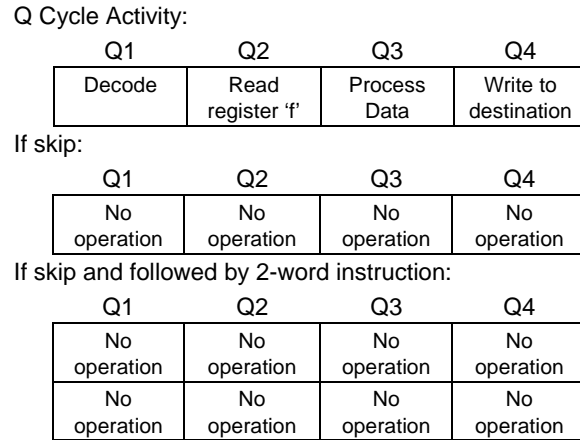 Q Cycle Activity:
Q1 Q2 Q3 Q4
Decode Read Process Write to
register ‘f’ Data destination
If skip:
Q1 Q2 Q3 Q4
No No No No
operation operation operation operation
If skip and followed by 2-word instruction:
Q1 Q2 Q3 Q4
No No No No
operation operation operation operation
No No No No
operation operation operation operation